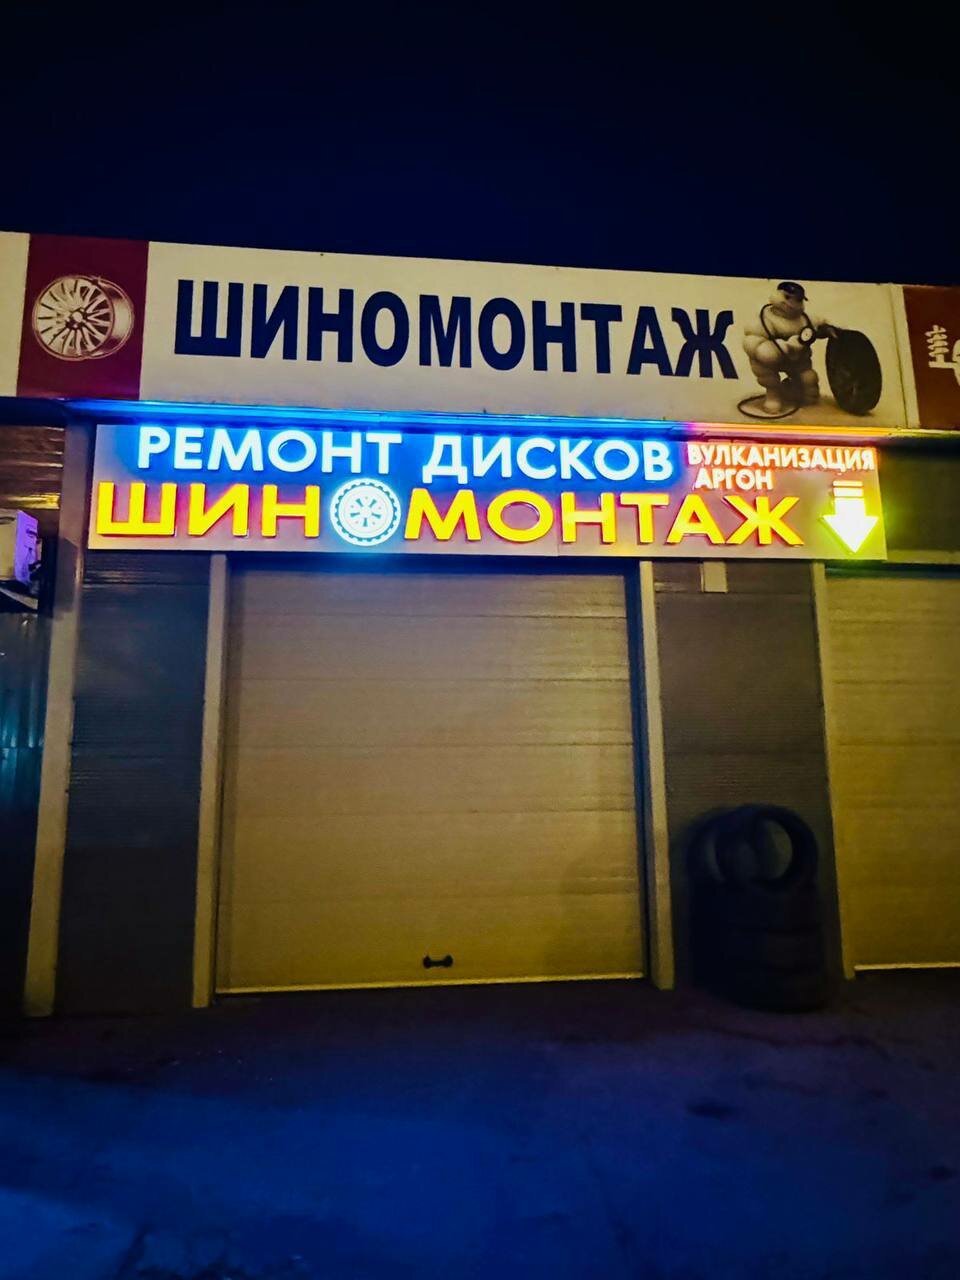 ШИНОМОНТАЖ
РЕМОНТ ДИСКОВ
ВУЛКАНИЗАЦИЯ
АРГОН
ШИНОМОНТАЖ